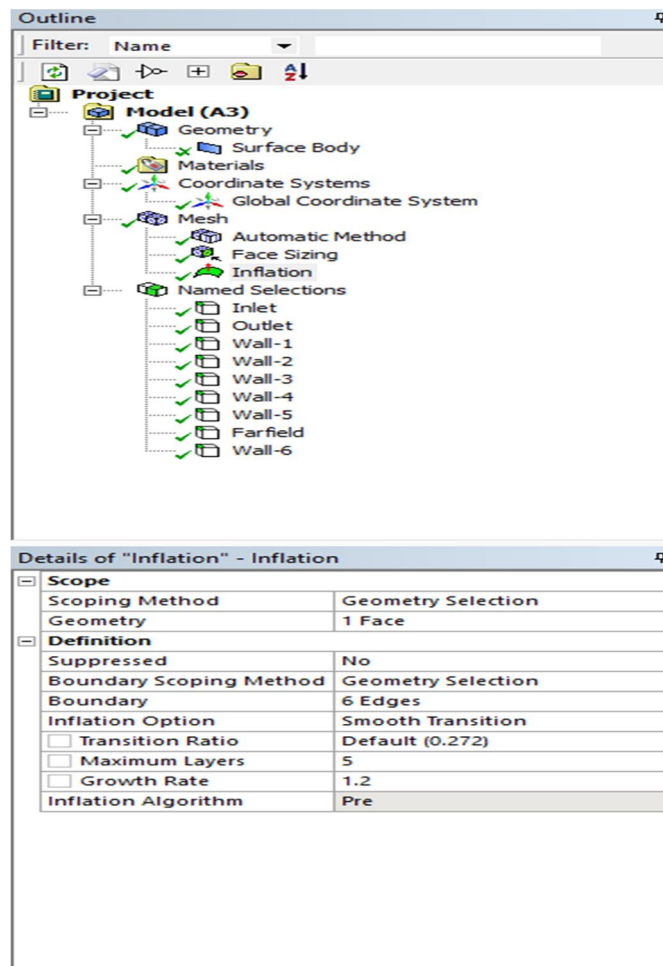 Outline
Filter: Name
Project
Model (A3)
Geometry
Surface Body
Materials
Coordinate Systems
Global Coordinate System
Mesh
Automatic Method
Face Sizing
Inflation
Named Selections
Inlet
Outlet
Wall-1
Wall-2
Wall-3
Wall-4
Wall-5
Farfield
Wall-6
Details of "Inflation" - Inflation
Scope
Scoping Method Geometry Selection
Geometry 1 Face
Definition
Suppressed No
Boundary Scoping Method Geometry Selection
Boundary 6 Edges
Inflation Option Smooth Transition
Transition Ratio Default (0.272)
Maximum Layers 5
Growth Rate 1.2
Inflation Algorithm Pre